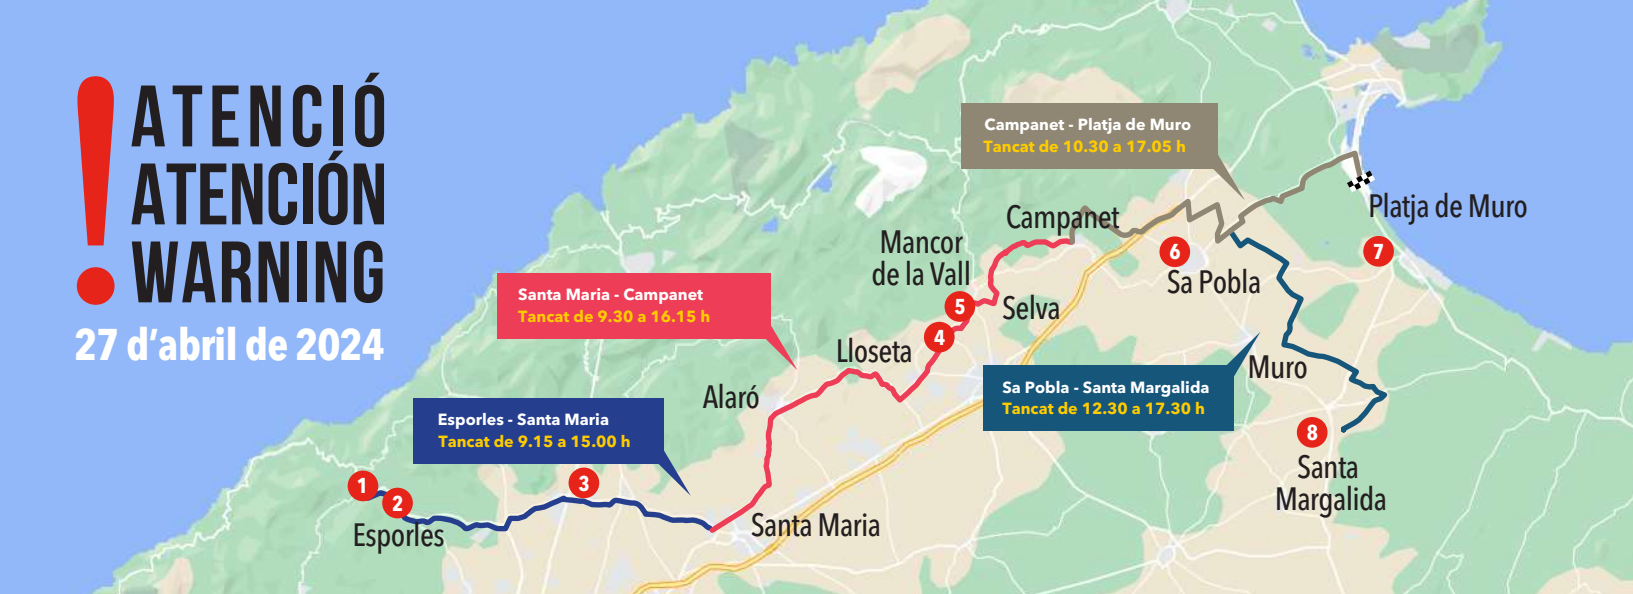 ATENCIÓ
ATENCIÓN
WARNING
27 d'abril de 2024
Campanet - Platja de Muro
Tancat de 10.30 a 17.05 h
Platja de Muro
Campanet
Mancor
de la Vall
6
7
Sa Pobla
Santa Maria - Campanet
Tancat de 9.30 a 16.15 h
5
Selva
4
Lloseta
Muro
Sa Pobla - Santa Margalida
Tancat de 12.30 a 17.30 h
Alaró
Esporles - Santa Maria
Tancat de 9.15 a 15.00 h
8
Santa
Margalida
1
2
3
Esporles
Santa Maria